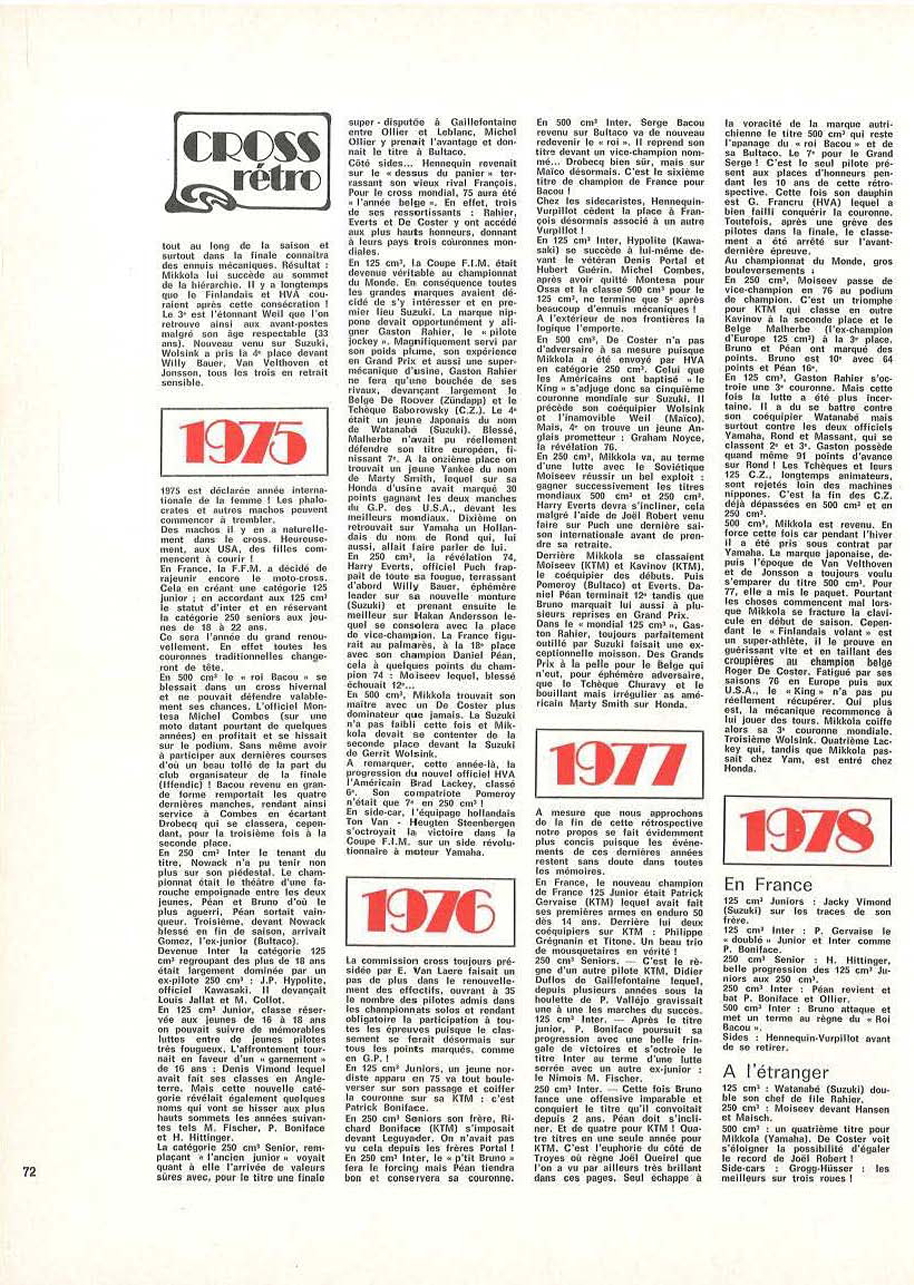 CROSS
rétro
tout au long de la saison et
surtout dans la finale connaitra
des ennuis mécaniques. Résultat :
Mikkola lui succède au sommet
de la hiérarchie. Il y a longtemps
que le Finlandais et HVA cou-
raient après cette consécration !
Le 3e est l'étonnant Weil que l'on
retrouve ainsi aux avant-postes
malgré son âge respectable (33
ans). Nouveau venu sur Suzuki,
Wolsink a pris la 4e place devant
Willy Bauer, Van Velthoven et
Jonsson, tous les trois en retrait
sensible.
1975
1975 est déclarée année interna-
tionale de la femme ! Les phalo-
crates et autres machos peuvent
commencer à trembler.
Des machos il y en a naturelle-
ment dans le cross. Heureuse-
ment, aux USA, des filles com-
mencent à courir !
En France, la F.F.M. a décidé de
rajeunir encore le moto-cross.
Cela en créant une catégorie 125
junior ; en accordant aux 125 cm³
le statut d'inter et en réservant
la catégorie 250 seniors aux jeu-
nes de 18 à 22 ans.
Ce sera l'année du grand renou-
vellement. En effet toutes les
couronnes traditionnelles change-
ront de tête.
En 500 cm³ le « roi Bacou » se
blessait dans un cross hivernal
et ne pouvait défendre valable-
ment ses chances. L'officiel Mon-
tesa Michel Combes (sur une
moto datant pourtant de quelques
années) en profitait et se hissait
sur le podium. Sans même avoir
à participer aux dernières courses
d'où un beau tollé de la part du
club organisateur de la finale
(Iffendic) ! Bacou revenu en gran-
de forme remportait les quatre
dernières manches, rendant ainsi
service à Combes en écartant
Drobecq qui se classera, cepen-
dant, pour la troisième fois à la
seconde place.
En 250 cm³ Inter le tenant du
titre, Nowack n'a pu tenir non
plus sur son piédestal. Le cham-
pionnat était le théâtre d'une fa-
rouche empoignade entre les deux
jeunes, Péan et Bruno d'où le
plus aguerri, Péan sortait vain-
queur. Troisième, devant Nowack
blessé en fin de saison, arrivait
Gomez, l'ex-junior (Bultaco).
Devenue Inter la catégorie 125
cm³ regroupant des plus de 18 ans
était largement dominée par un
ex-pilote 250 cm³ : J.P. Hypolite,
officiel Kawasaki. Il devançait
Louis Jallat et M. Collot.
En 125 cm³ Junior, classe réser-
vée aux jeunes de 16 à 18 ans
on pouvait suivre de mémorables
luttes entre de jeunes pilotes
très fougueux. L'affrontement tour-
nait en faveur d'un « garnement »
de 16 ans : Denis Vimond lequel
avait fait ses classes en Angle-
terre. Mais cette nouvelle caté-
gorie révélait également quelques
noms qui vont se hisser aux plus
hauts sommets les années suivan-
tes tels M. Fischer, P. Boniface
et H. Hittinger.
La catégorie 250 cm³ Senior, rem-
plaçant « l'ancien junior » voyait
quant à elle l'arrivée de valeurs
sûres avec, pour le titre une finale
super - disputée à Gaillefontaine
entre Ollier et Leblanc, Michel
Ollier y prenait l'avantage et don-
nait le titre à Bultaco.
Côté sides... Hennequin revenait
sur le « dessus du panier » ter-
rassant son vieux rival François.
Pour le cross mondial, 75 aura été
« l'année belge ». En effet, trois
de ses ressortissants : Rahier,
Everts et De Coster y ont accédé
aux plus hauts honneurs, donnant
à leurs pays trois couronnes mon-
diales.
En 125 cm³, la Coupe F.I.M. était
devenue véritable au championnat
du Monde. En conséquence toutes
les grandes marques avaient dé-
cidé de s'y intéresser et en pre-
mier lieu Suzuki. La marque nip-
pone devait opportunément y ali-
gner Gaston Rahier, le « pilote
jockey ». Magnifiquement servi par
son poids plume, son expérience
en Grand Prix et aussi une super-
mécanique d'usine, Gaston Rahier
ne fera qu'une bouchée de ses
rivaux, devançant largement le
Belge De Roover (Zündapp) et le
Tchèque Baborowsky (C.Z.). Le 4e
était un jeune Japonais du nom
de Watanabé (Suzuki). Blessé,
Malherbe n'avait pu réellement
défendre son titre européen, fi-
nissant 7e. A la onzième place on
trouvait un jeune Yankee du nom
de Marty Smith, lequel sur sa
Honda d'usine avait marqué 30
points gagnant les deux manches
du G.P. des U.S.A., devant les
meilleurs mondiaux. Dixième on
retrouvait sur Yamaha un Hollan-
dais du nom de Rond qui, lui
aussi, allait faire parler de lui.
En 250 cm³, la révélation 74,
Harry Everts, officiel Puch frap-
pait de toute sa fougue, terrassant
d'abord Willy Bauer, éphémère
leader sur sa nouvelle monture
(Suzuki) et prenant ensuite le
meilleur sur Hakan Andersson le-
quel se consolera avec la place
de vice-champion. La France figu-
rait au palmarès, à la 18e place
avec son champion Daniel Péan,
cela à quelques points du cham-
pion 74 : Moiseev lequel, blessé
échouait 12e...
En 500 cm³, Mikkola trouvait son
maître avec un De Coster plus
dominateur que jamais. La Suzuki
n'a pas faibli cette fois et Mik-
kola devait se contenter de la
seconde place devant la Suzuki
de Gerrit Wolsink.
A remarquer, cette année-là, la
progression du nouvel officiel HVA
l'Américain Brad Lackey, classé
6e. Son compatriote Pomeroy
n'était que 7e en 250 cm³ !
En side-car, l'équipage hollandais
Ton Van - Heugten Steenbergen
s'octroyait la victoire dans la
Coupe F.I.M. sur un side révolu-
tionnaire à moteur Yamaha.
1976
La commission cross toujours pré-
sidée par E. Van Laere faisait un
pas de plus dans le renouvelle-
ment des effectifs, ouvrant à 35
le nombre des pilotes admis dans
les championnats solos et rendant
obligatoire la participation à tou-
tes les épreuves puisque le clas-
sement se ferait désormais sur
tous les points marqués, comme
en G.P. !
En 125 cm³ Juniors, un jeune nor-
diste apparu en 75 va tout boule-
verser sur son passage et coiffer
la couronne sur sa KTM : c'est
Patrick Boniface.
En 250 cm³ Seniors son frère, Ri-
chard Boniface (KTM) s'imposait
devant Leguyader. On n'avait pas
vu cela depuis les frères Portal !
En 250 cm³ Inter, le « p'tit Bruno »
fera le forcing mais Péan tiendra
bon et conservera sa couronne.
En 500 cm³ Inter. Serge Bacou
revenu sur Bultaco va de nouveau
redevenir le « roi ». Il reprend son
titre devant un vice-champion nom-
mé... Drobecq bien sûr, mais sur
Maïco désormais. C'est le sixième
titre de champion de France pour
Bacou !
Chez les sidecaristes, Hennequin-
Vurpillot cèdent la place à Fran-
çois désormais associé à un autre
Vurpillot !
En 125 cm³ Inter, Hypolite (Kawa-
saki) se succède à lui-même de-
vant le vétéran Denis Portal et
Hubert Guérin. Michel Combes,
après avoir quitté Montesa pour
Ossa et la classe 500 cm³ pour le
125 cm³, ne termine que 5e après
beaucoup d'ennuis mécaniques !
A l'extérieur de nos frontières la
logique l'emporte.
En 500 cm³, De Coster n'a pas
d'adversaire à sa mesure puisque
Mikkola a été envoyé par HVA
en catégorie 250 cm³. Celui que
les Américains ont baptisé « le
King » s'adjuge donc sa cinquième
couronne mondiale sur Suzuki. Il
précède son coéquipier Wolsink
et l'inamovible Weil (Maïco).
Mais, 4e on trouve un jeune An-
glais prometteur : Graham Noyce,
la révélation 76.
En 250 cm³, Mikkola va, au terme
d'une lutte avec le Soviétique
Moiseev réussir un bel exploit :
gagner successivement les titres
mondiaux 500 cm³ et 250 cm³.
Harry Everts devra s'incliner, cela
malgré l'aide de Joël Robert venu
faire sur Puch une dernière sai-
son internationale avant de pren-
dre sa retraite.
Derrière Mikkola se classaient
Moiseev (KTM) et Kavinov (KTM),
le coéquipier des débuts. Puis
Pomeroy (Bultaco) et Everts. Da-
niel Péan terminait 12e tandis que
Bruno marquait lui aussi à plu-
sieurs reprises en Grand Prix.
Dans le « mondial 125 cm³ », Gas-
ton Rahier, toujours parfaitement
outillé par Suzuki faisait une ex-
ceptionnelle moisson. Des Grands
Prix à la pelle pour le Belge qui
n'eut, pour éphémère adversaire,
que le Tchèque Churavy et le
bouillant mais irrégulier as amé-
ricain Marty Smith sur Honda.
1977
A mesure que nous approchons
de la fin de cette rétrospective
notre propos se fait évidemment
plus concis puisque les événe-
ments de ces dernières années
restent sans doute dans toutes
les mémoires.
En France, le nouveau champion
de France 125 Junior était Patrick
Gervaise (KTM) lequel avait fait
ses premières armes en enduro 50
dès 14 ans. Derrière lui deux
coéquipiers sur KTM : Philippe
Grégnanin et Titone. Un beau trio
de mousquetaires en vérité !
250 cm³ Seniors. — C'est le rè-
gne d'un autre pilote KTM, Didier
Duflos de Gaillefontaine lequel,
depuis plusieurs années sous la
houlette de P. Valléjo gravissait
une à une les marches du succès.
125 cm³ Inter. — Après le titre
junior, P. Boniface poursuit sa
progression avec une belle frin-
gale de victoires et s'octroie le
titre Inter au terme d'une lutte
serrée avec un autre ex-junior :
le Nimois M. Fischer.
250 cm³ Inter. — Cette fois Bruno
lance une offensive imparable et
conquiert le titre qu'il convoitait
depuis 2 ans. Péan doit s'incli-
ner. Et de quatre pour KTM ! Qua-
tre titres en une seule année pour
KTM. C'est l'euphorie du côté de
Troyes où règne Joël Queirel que
l'on a vu par ailleurs très brillant
dans ces pages. Seul échappe à
la voracité de la marque autri-
chienne le titre 500 cm³ qui reste
l'apanage du « roi Bacou » et de
sa Bultaco. Le 7e pour le Grand
Serge ! C'est le seul pilote pré-
sent aux places d'honneurs pen-
dant les 10 ans de cette rétro-
spective. Cette fois son dauphin
est G. Francru (HVA) lequel a
bien failli conquérir la couronne.
Toutefois, après une grève des
pilotes dans la finale, le classe-
ment a été arrêté sur l'avant-
dernière épreuve.
Au championnat du Monde, gros
bouleversements :
En 250 cm³, Moiseev passe de
vice-champion en 76 au podium
de champion. C'est un triomphe
pour KTM qui classe en outre
Kavinov à la seconde place et le
Belge Malherbe (l'ex-champion
d'Europe 125 cm³) à la 3e place.
Bruno et Péan ont marqué des
points. Bruno est 10e avec 64
points et Péan 16e.
En 125 cm³, Gaston Rahier s'oc-
troie une 3e couronne. Mais cette
fois la lutte a été plus incer-
taine. Il a du se battre contre
son coéquipier Watanabé mais
surtout contre les deux officiels
Yamaha, Rond et Massant, qui se
classent 2e et 3e. Gaston possède
quand même 91 points d'avance
sur Rond ! Les Tchèques et leurs
125 C.Z., longtemps animateurs,
sont rejetés loin des machines
nippones. C'est la fin des C.Z.
déjà dépassées en 500 cm³ et en
250 cm³.
500 cm³, Mikkola est revenu. En
force cette fois car pendant l'hiver
il a été pris sous contrat par
Yamaha. La marque japonaise, de-
puis l'époque de Van Velthoven
et de Jonsson a toujours voulu
s'emparer du titre 500 cm³. Pour
77, elle a mis le paquet. Pourtant
les choses commencent mal lors-
que Mikkola se fracture la clavi-
cule en début de saison. Cepen-
dant le « Finlandais volant » est
un super-athlète, il le prouve en
guérissant vite et en taillant des
croupières au champion belge
Roger De Coster. Fatigué par ses
saisons 76 en Europe puis aux
U.S.A., le « King » n'a pas pu
réellement récupérer. Qui plus
est, la mécanique recommence à
lui jouer des tours. Mikkola coiffe
alors sa 3e couronne mondiale.
Troisième Wolsink. Quatrième Lac-
key qui, tandis que Mikkola pas-
sait chez Yam, est entré chez
Honda.
1978
En France
125 cm³ Juniors : Jacky Vimond
(Suzuki) sur les traces de son
frère.
125 cm³ Inter : P. Gervaise le
« doublé » Junior et Inter comme
P. Boniface.
250 cm³ Senior : H. Hittinger,
belle progression des 125 cm³ Ju-
niors aux 250 cm³.
250 cm³ Inter : Péan revient et
bat P. Boniface et Ollier.
500 cm³ Inter : Bruno attaque et
met un terme au règne du « Roi
Bacou ».
Sides : Hennequin-Vurpillot avant
de se retirer.
A l'étranger
125 cm³ : Watanabé (Suzuki) dou-
ble son chef de file Rahier.
250 cm³ : Moiseev devant Hansen
et Maisch.
500 cm³ : un quatrième titre pour
Mikkola (Yamaha). De Coster voit
s'éloigner la possibilité d'égaler
le record de Joël Robert !
Side-cars : Grogg-Hüsser : les
meilleurs sur trois roues !
72